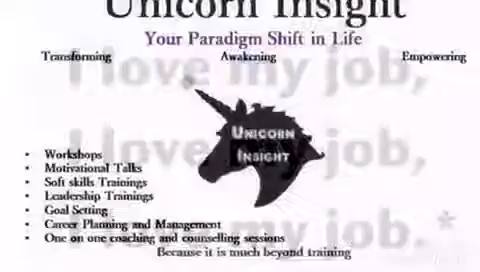 Unicorn Insight
Your Paradigm Shift in Life
Transforming Awakening Empowering
I love my job,
I love my job,
I love my job. *
UNICORN
INSIGHT
• Workshops
• Motivational Talks
• Soft skills Trainings
• Leadership Trainings
• Goal Setting
• Career Planning and Management
• One on one coaching and counselling sessions
Because it is much beyond training